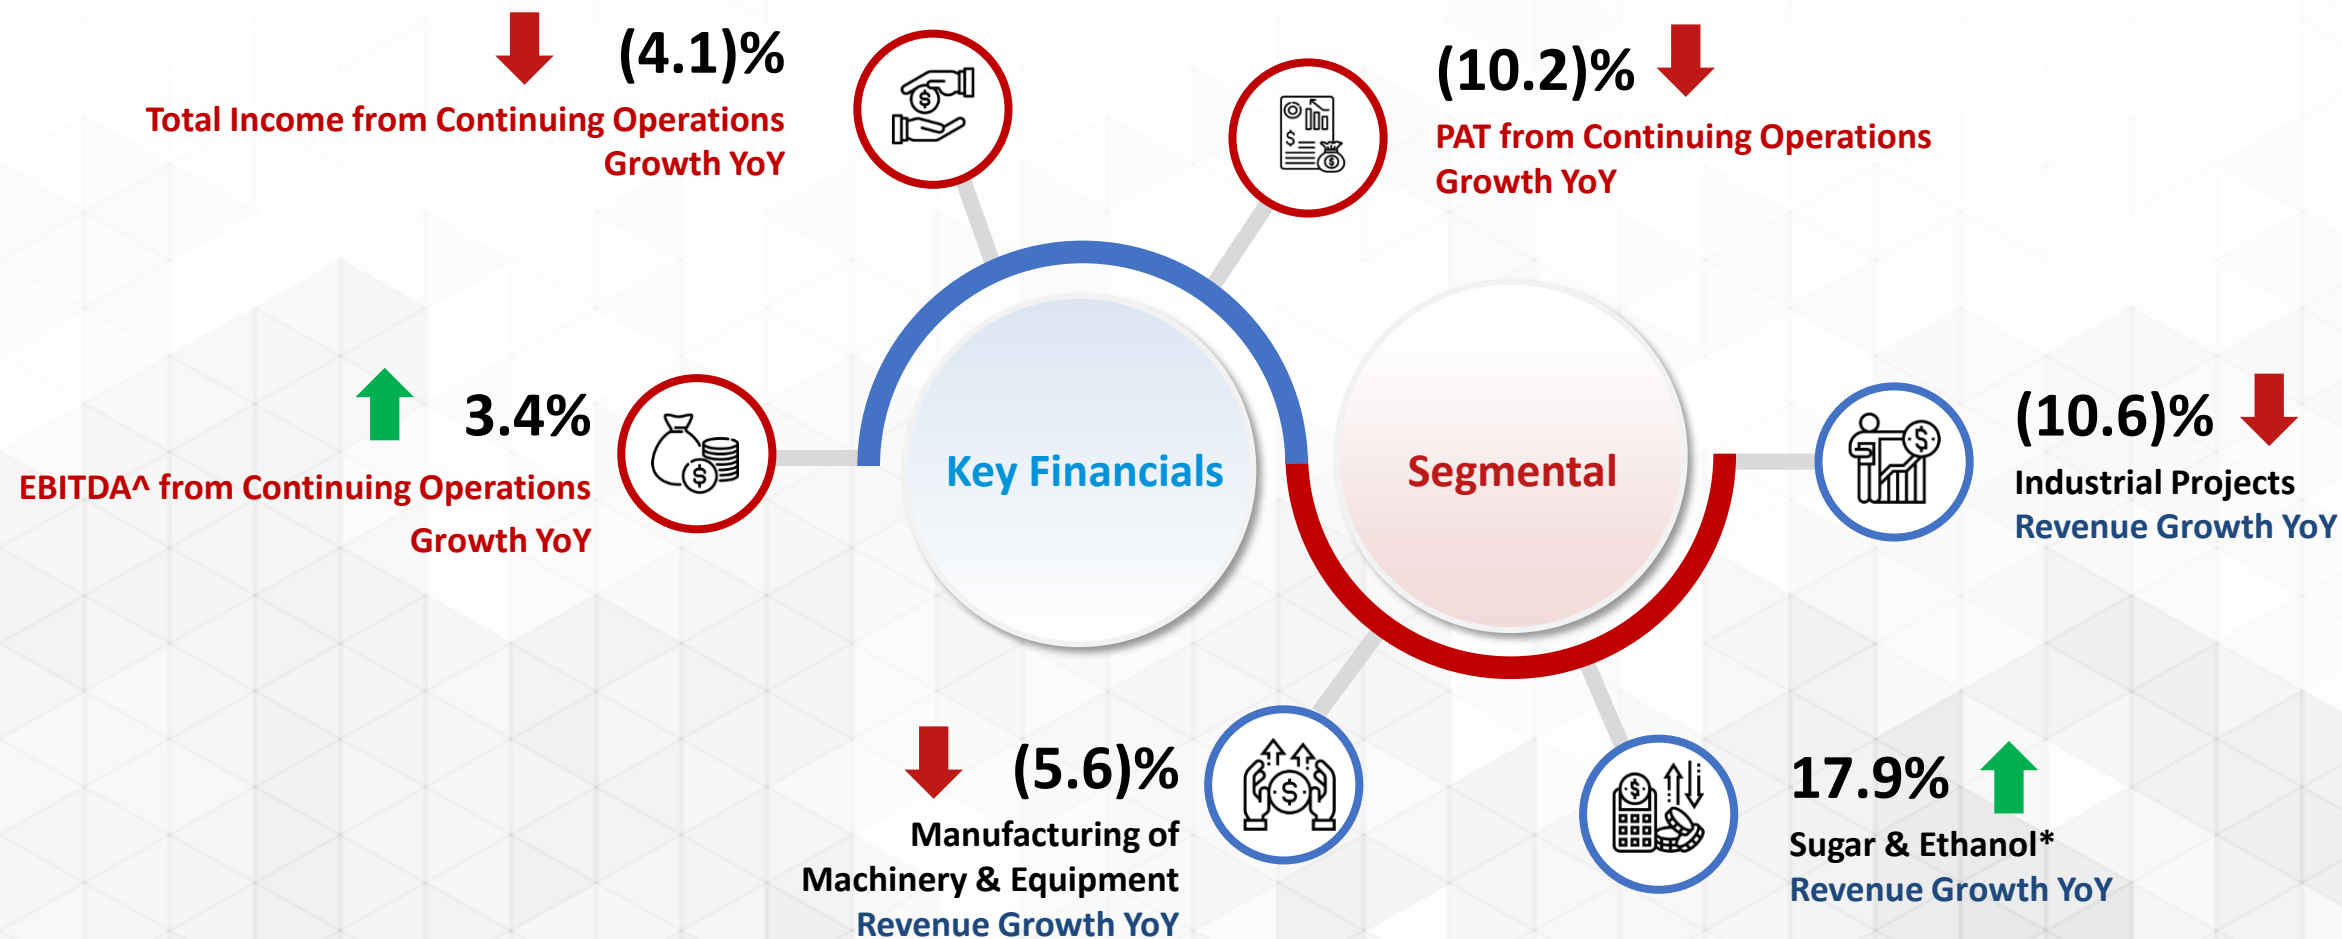 (4.1)%
Total Income from Continuing Operations
Growth YoY
(10.2)%
PAT from Continuing Operations
Growth YoY
3.4%
EBITDA^ from Continuing Operations
Growth YoY
Key Financials
Segmental
(10.6)%
Industrial Projects
Revenue Growth YoY
(5.6)%
Manufacturing of
Machinery & Equipment
Revenue Growth YoY
17.9%
Sugar & Ethanol*
Revenue Growth YoY